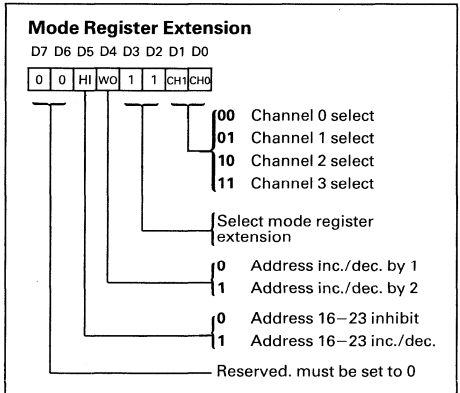 Mode Register Extension
D7 D6 D5 D4 D3 D2 D1 D0
0 0 HI WO 1 1 CH1 CH0
00 Channel 0 select
01 Channel 1 select
10 Channel 2 select
11 Channel 3 select
Select mode register
extension
0 Address inc./dec. by 1
1 Address inc./dec. by 2
0 Address 16–23 inhibit
1 Address 16–23 inc./dec.
Reserved. must be set to 0